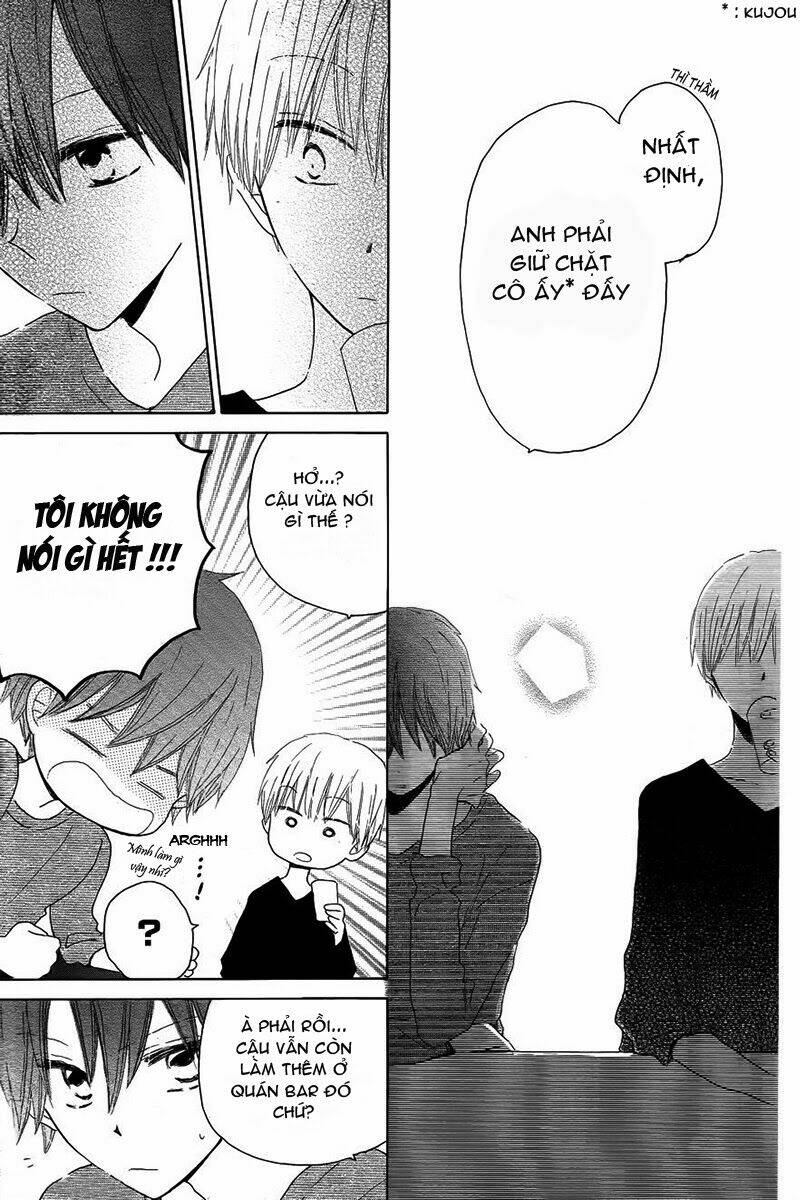 * : KUJOU
THÌ THẦM
NHẤT
ĐỊNH,
ANH PHẢI
GIỮ CHẶT
CÔ ẤY* ĐẤY
HỞ...?
CẬU VỪA NÓI
GÌ THẾ ?
TÔI KHÔNG
NÓI GÌ HẾT !!!
ARGHHH
Mình làm gì
vậy nhỉ?
...
?
À PHẢI RỒI...
CẬU VẪN CÒN
LÀM THÊM Ở
QUÁN BAR ĐÓ
CHỨ?